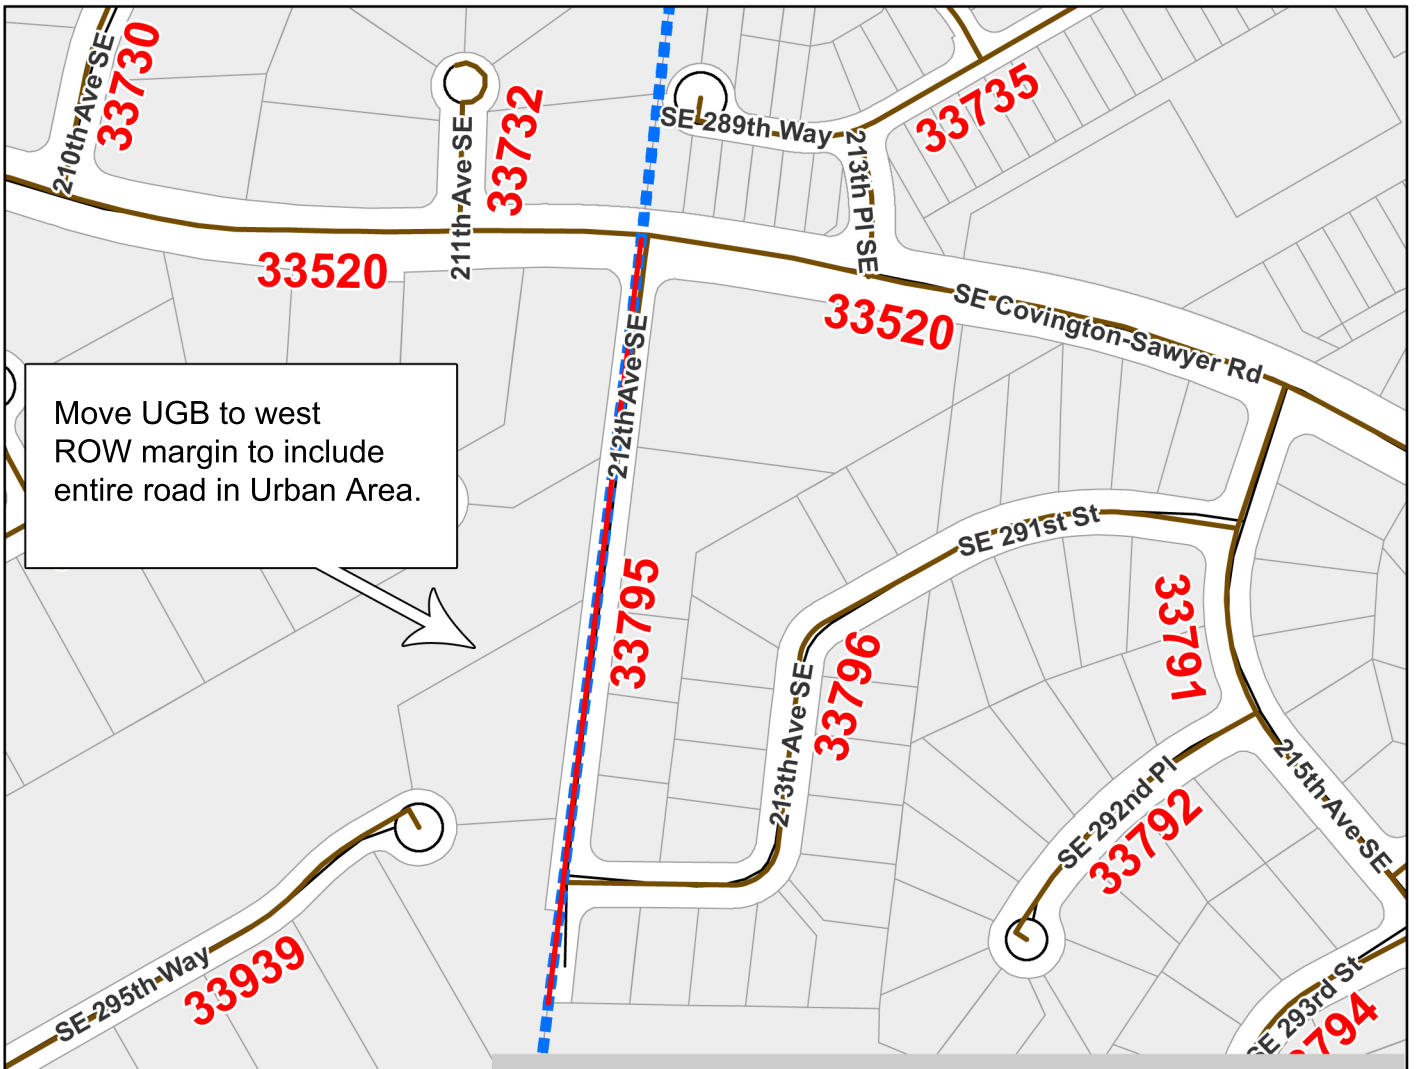 210th Ave SE
33730
211th Ave SE
33732
SE 289th Way
213th Pl SE
33735
33520
33520
SE Covington-Sawyer Rd
212th Ave SE
Move UGB to west
ROW margin to include
entire road in Urban Area.
33795
SE 291st St
33791
213th Ave SE
33796
215th Ave SE
SE 292nd Pl
33792
SE 295th Way
33939
SE 293rd St
3794